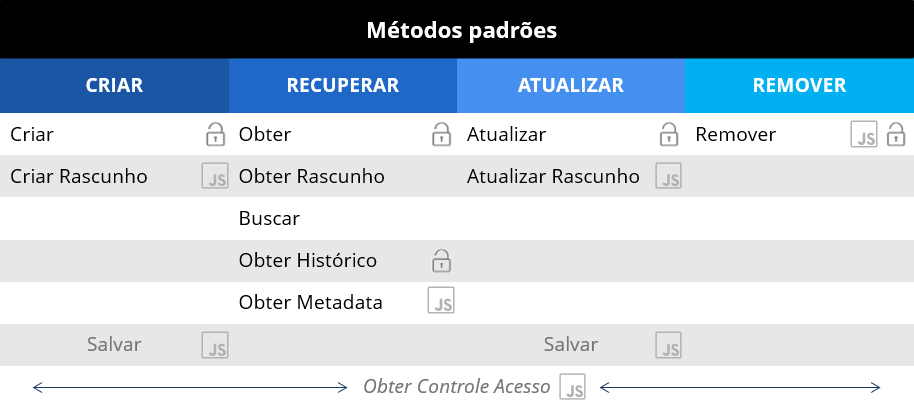 Métodos padrões
CRIAR RECUPERAR ATUALIZAR REMOVER
Criar Obter Atualizar Remover JS
Criar Rascunho JS Obter Rascunho Atualizar Rascunho JS
Buscar
Obter Histórico
Obter Metadata JS
Salvar JS Salvar JS
Obter Controle Acesso JS